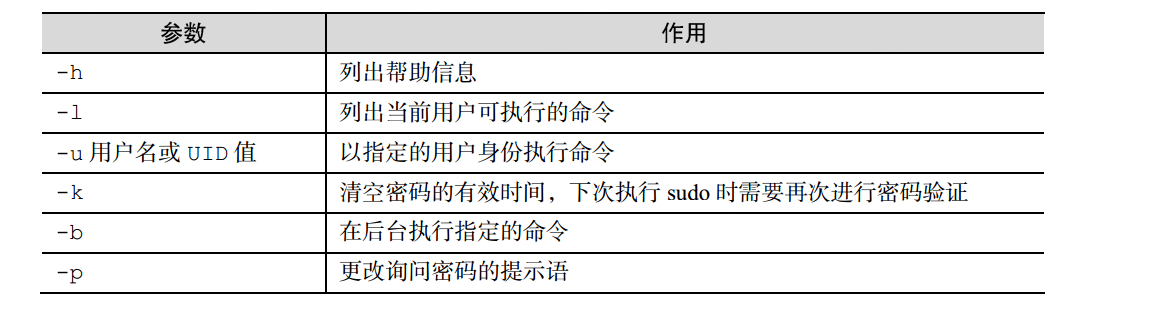 参数 作用
-h 列出帮助信息
-l 列出当前用户可执行的命令
-u 用户名或 UID 值 以指定的用户身份执行命令
-k 清空密码的有效时间，下次执行 sudo 时需要再次进行密码验证
-b 在后台执行指定的命令
-p 更改询问密码的提示语